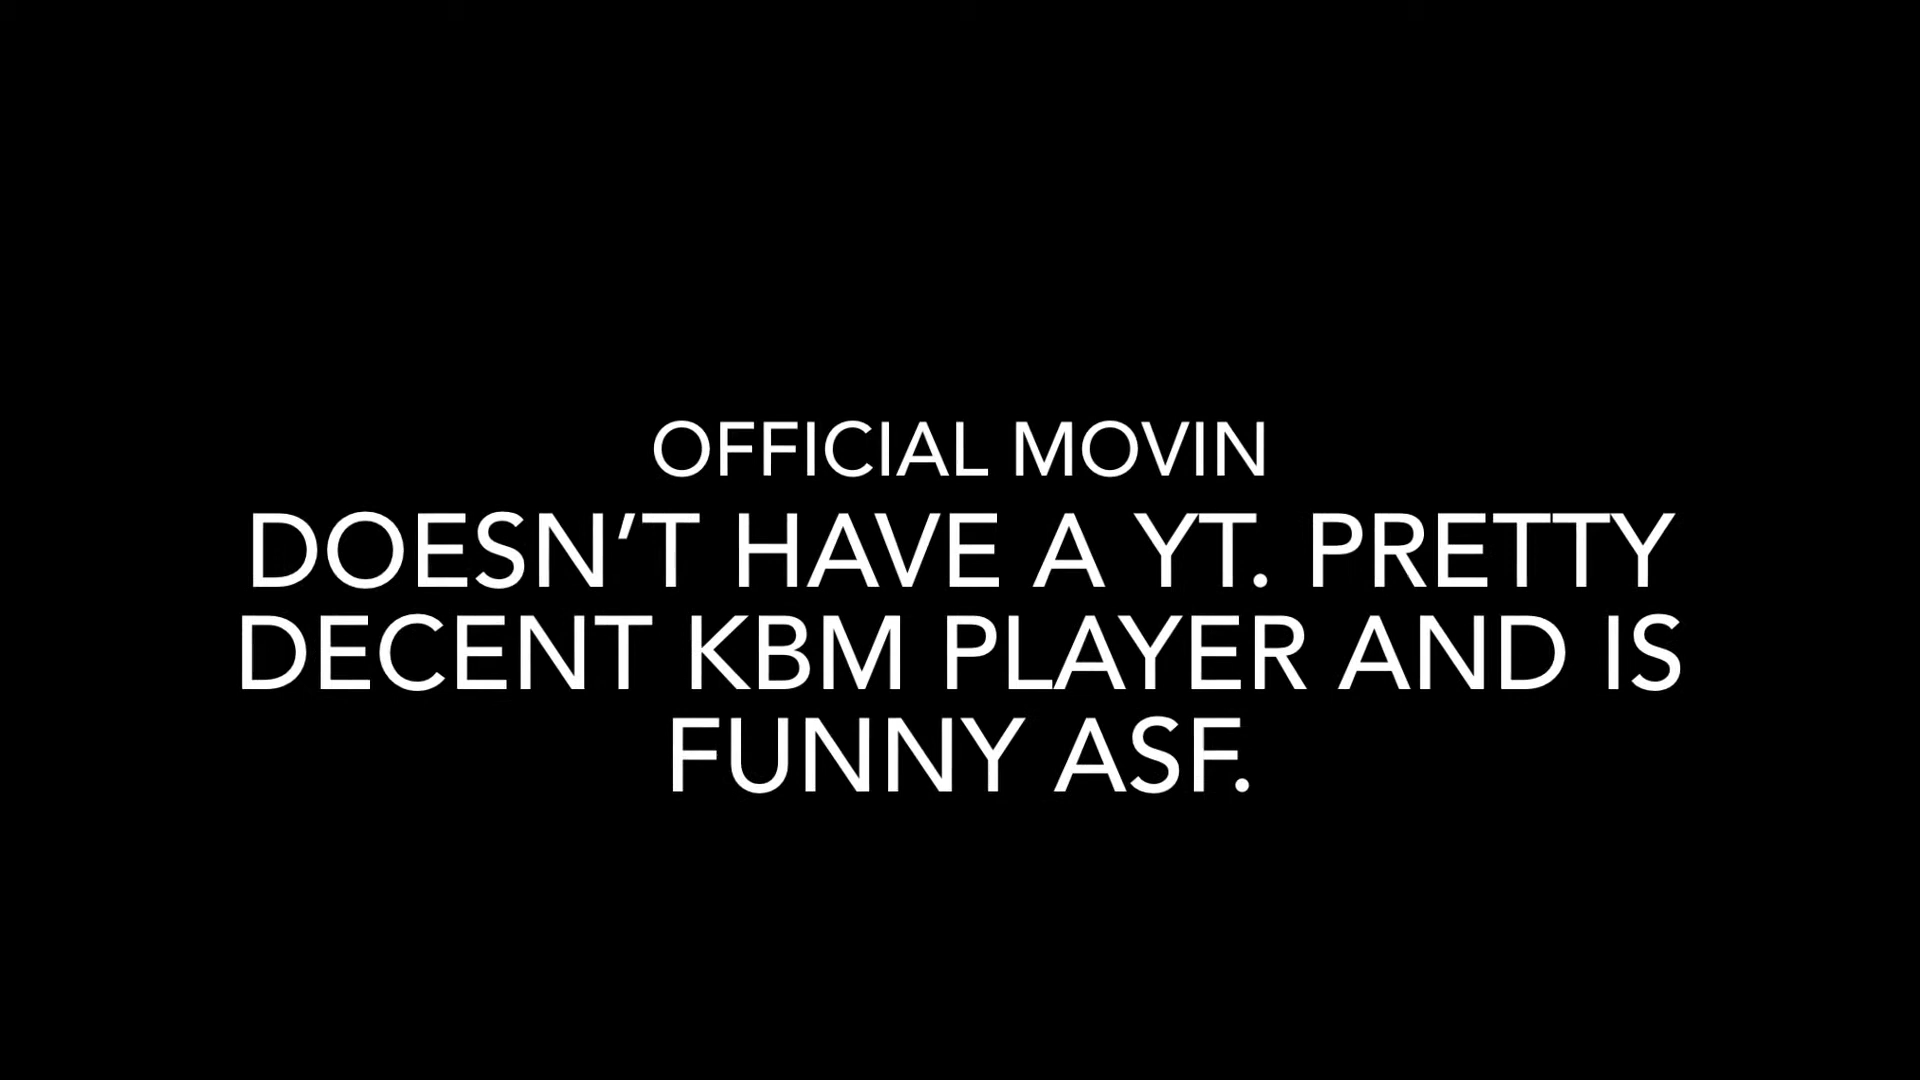 OFFICIAL MOVIN
DOESN’T HAVE A YT. PRETTY
DECENT KBM PLAYER AND IS
FUNNY ASF.